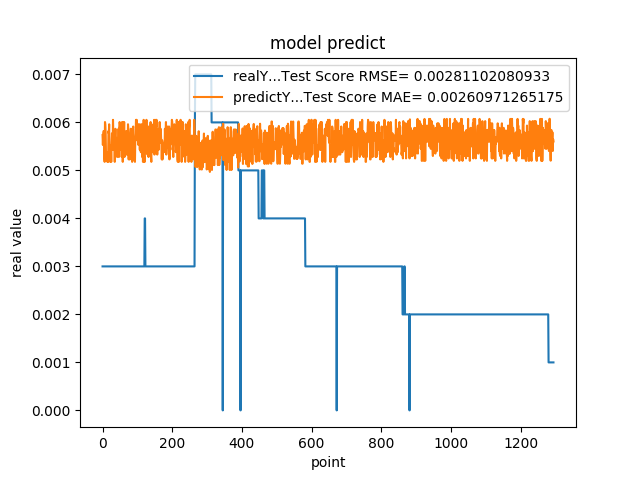 model predict
realY...Test Score RMSE= 0.00281102080933
predictY...Test Score MAE= 0.00260971265175
0.007
0.006
0.005
0.004
0.003
0.002
0.001
0.000
real value
0 200 400 600 800 1000 1200
point